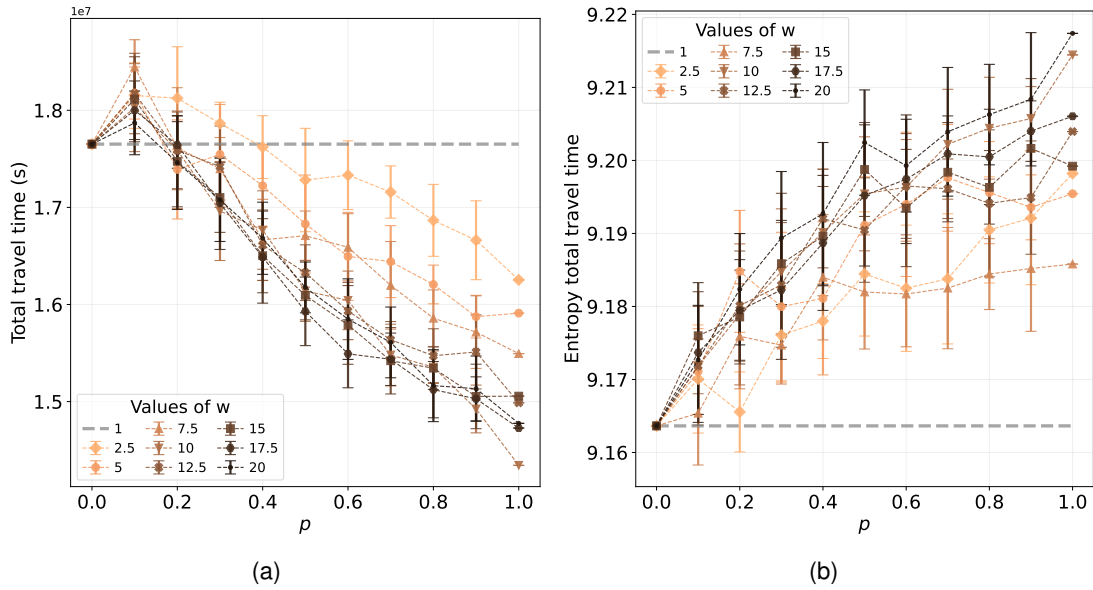 1e7
1.8
1.7
1.6
1.5
Total travel time (s)
Values of w
1 7.5 15
2.5 10 17.5
5 12.5 20
0.0 0.2 0.4 0.6 0.8 1.0
p
(a)
9.22
9.21
9.20
9.19
9.18
9.17
9.16
Entropy total travel time
Values of w
1 7.5 15
2.5 10 17.5
5 12.5 20
0.0 0.2 0.4 0.6 0.8 1.0
p
(b)